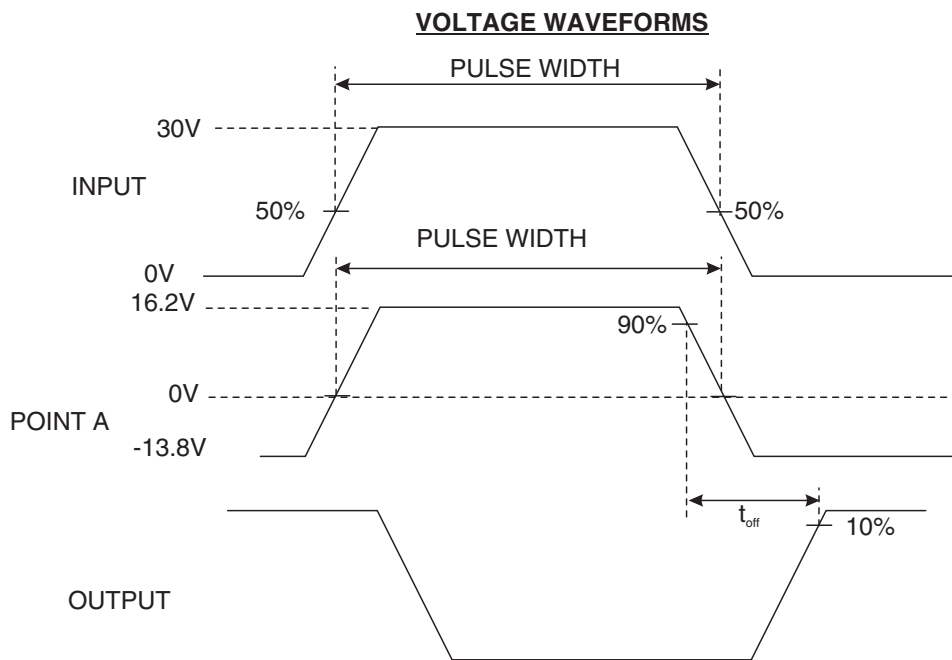 VOLTAGE WAVEFORMS
PULSE WIDTH
30V
INPUT
50%
50%
PULSE WIDTH
0V
16.2V
90%
0V
POINT A
-13.8V
toff
10%
OUTPUT